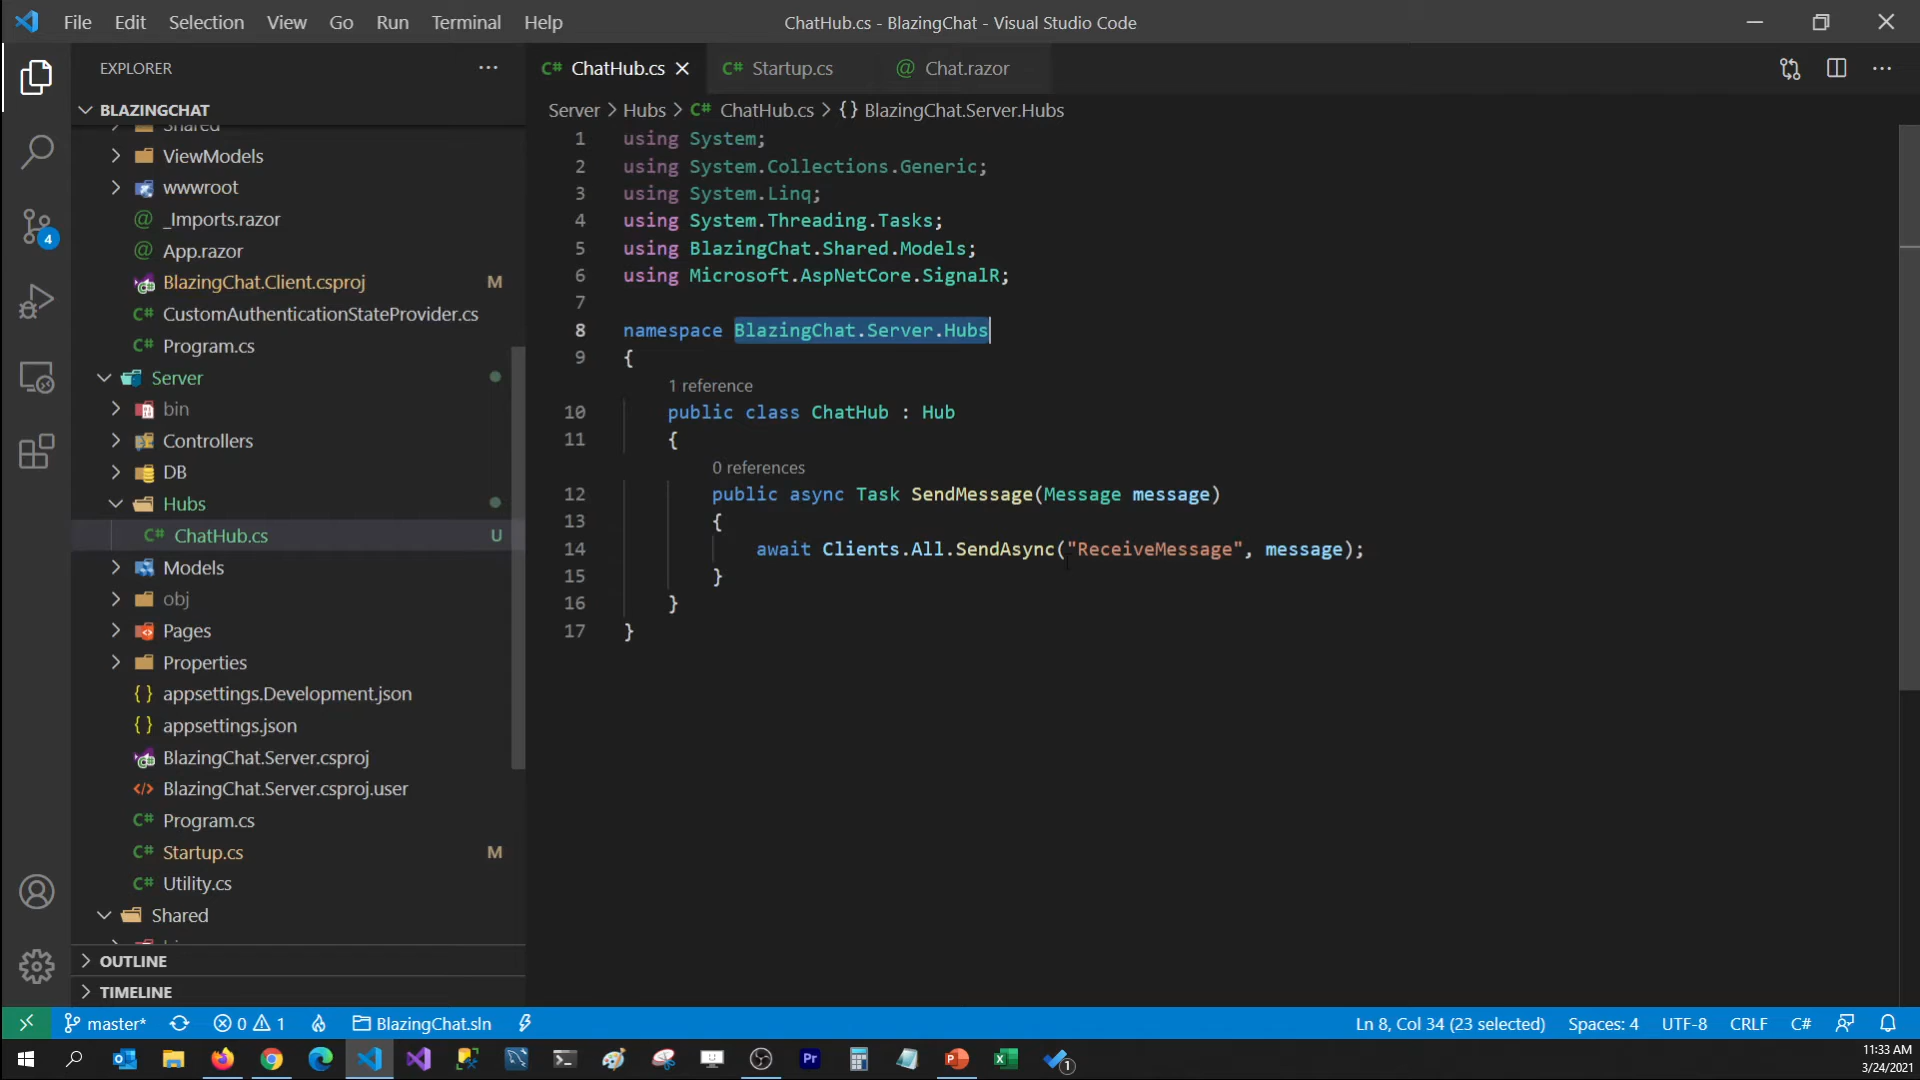 File Edit Selection View Go Run Terminal Help
ChatHub.cs - BlazingChat - Visual Studio Code
EXPLORER
C# ChatHub.cs
C# Startup.cs
@ Chat.razor
BLAZINGCHAT
Server > Hubs > C# ChatHub.cs > {} BlazingChat.Server.Hubs
Shared
ViewModels
wwwroot
@ _Imports.razor
@ App.razor
BlazingChat.Client.csproj M
C# CustomAuthenticationStateProvider.cs
C# Program.cs
Server
bin
Controllers
DB
Hubs
C# ChatHub.cs U
Models
obj
Pages
Properties
{} appsettings.Development.json
{} appsettings.json
BlazingChat.Server.csproj
BlazingChat.Server.csproj.user
C# Program.cs
C# Startup.cs M
C# Utility.cs
Shared
OUTLINE
TIMELINE
4
1 using System;
2 using System.Collections.Generic;
3 using System.Linq;
4 using System.Threading.Tasks;
5 using BlazingChat.Shared.Models;
6 using Microsoft.AspNetCore.SignalR;
7
8 namespace BlazingChat.Server.Hubs
9 {
1 reference
10 public class ChatHub : Hub
11 {
0 references
12 public async Task SendMessage(Message message)
13 {
14 await Clients.All.SendAsync("ReceiveMessage", message);
15 }
16 }
17 }
master* 0 1 BlazingChat.sln
Ln 8, Col 34 (23 selected) Spaces: 4 UTF-8 CRLF C#
Pr
1
11:33 AM
3/24/2021